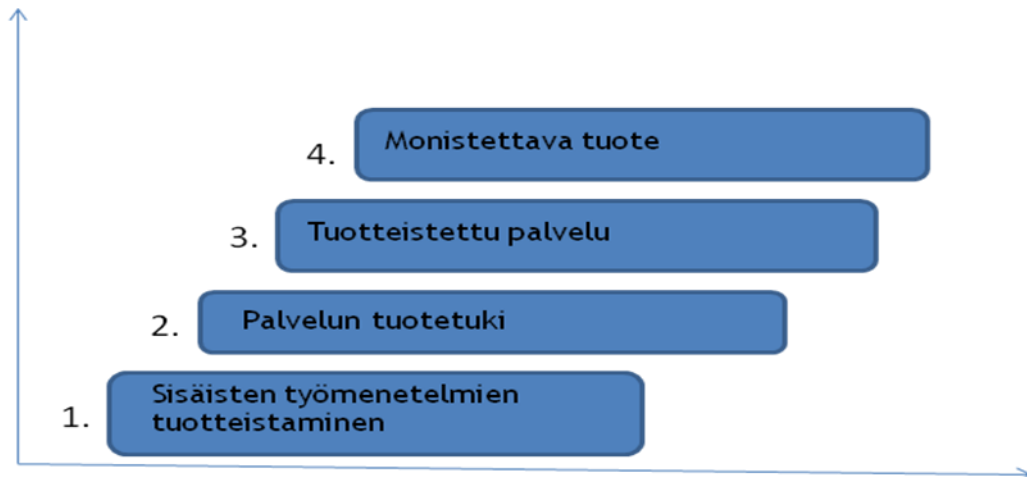 4. Monistettava tuote
3. Tuotteistettu palvelu
2. Palvelun tuotetuki
1. Sisäisten työmenetelmien
tuotteistaminen